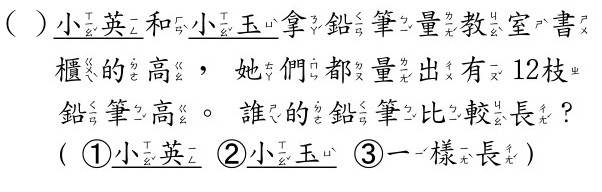 ( )小英和小玉拿鉛筆量教室書
櫃的高，她們都量出有12枝
鉛筆高。誰的鉛筆比較長？
( ①小英 ②小玉 ③一樣長 )